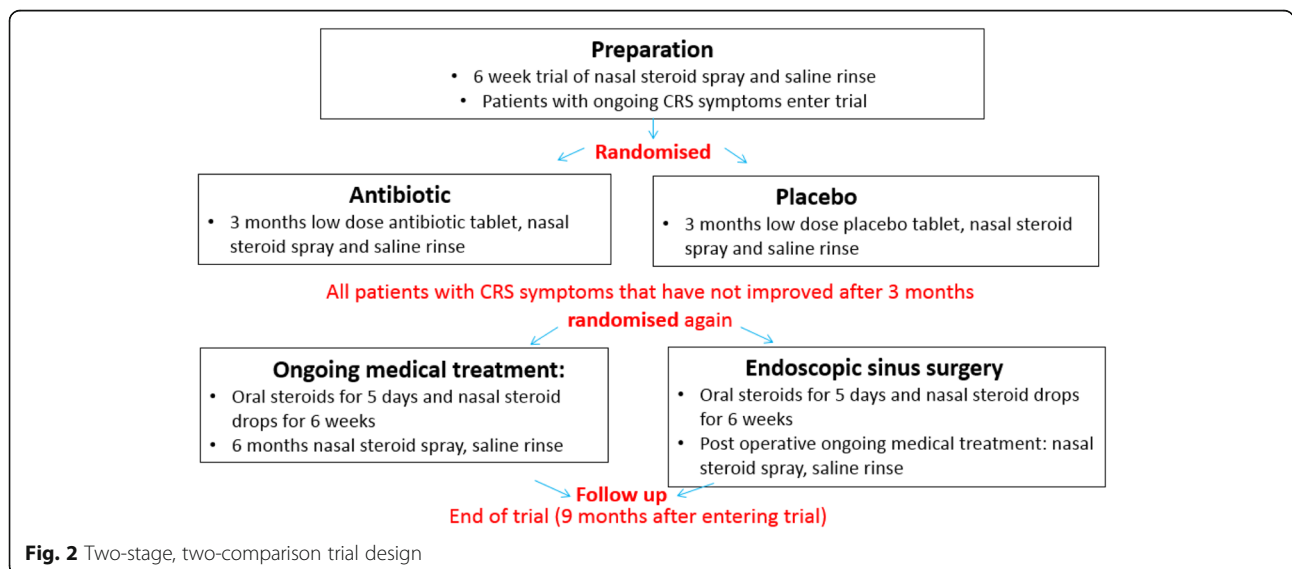 Preparation
• 6 week trial of nasal steroid spray and saline rinse
• Patients with ongoing CRS symptoms enter trial
Randomised
Antibiotic
• 3 months low dose antibiotic tablet, nasal
steroid spray and saline rinse
Placebo
• 3 months low dose placebo tablet, nasal steroid
spray and saline rinse
All patients with CRS symptoms that have not improved after 3 months
randomised again
Ongoing medical treatment:
• Oral steroids for 5 days and nasal steroid
drops for 6 weeks
• 6 months nasal steroid spray, saline rinse
Endoscopic sinus surgery
• Oral steroids for 5 days and nasal steroid drops
for 6 weeks
• Post operative ongoing medical treatment: nasal
steroid spray, saline rinse
Follow up
End of trial (9 months after entering trial)
Fig. 2 Two-stage, two-comparison trial design